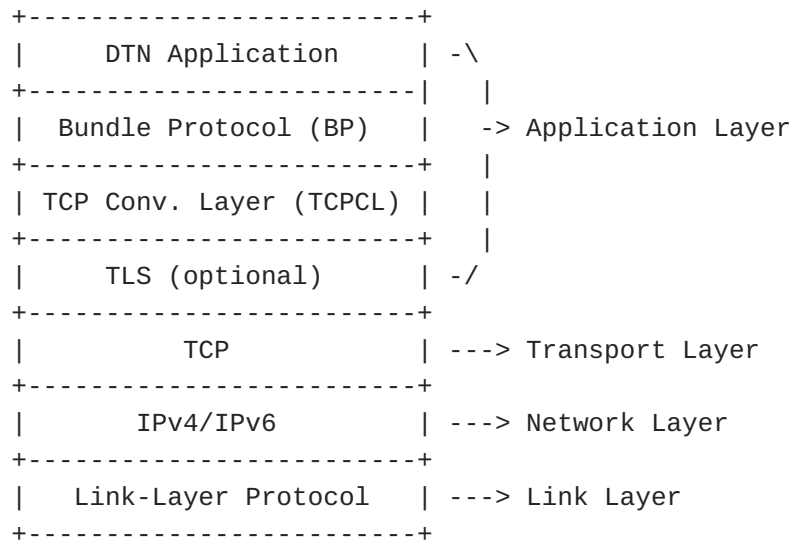 +-------------------------+
|     DTN Application     | -\
+-------------------------|   |
|  Bundle Protocol (BP)   |   -> Application Layer
+-------------------------+   |
| TCP Conv. Layer (TCPCL) |   |
+-------------------------+   |
|     TLS (optional)      | -/
+-------------------------+
|          TCP            | ---> Transport Layer
+-------------------------+
|       IPv4/IPv6         | ---> Network Layer
+-------------------------+
|   Link-Layer Protocol   | ---> Link Layer
+-------------------------+